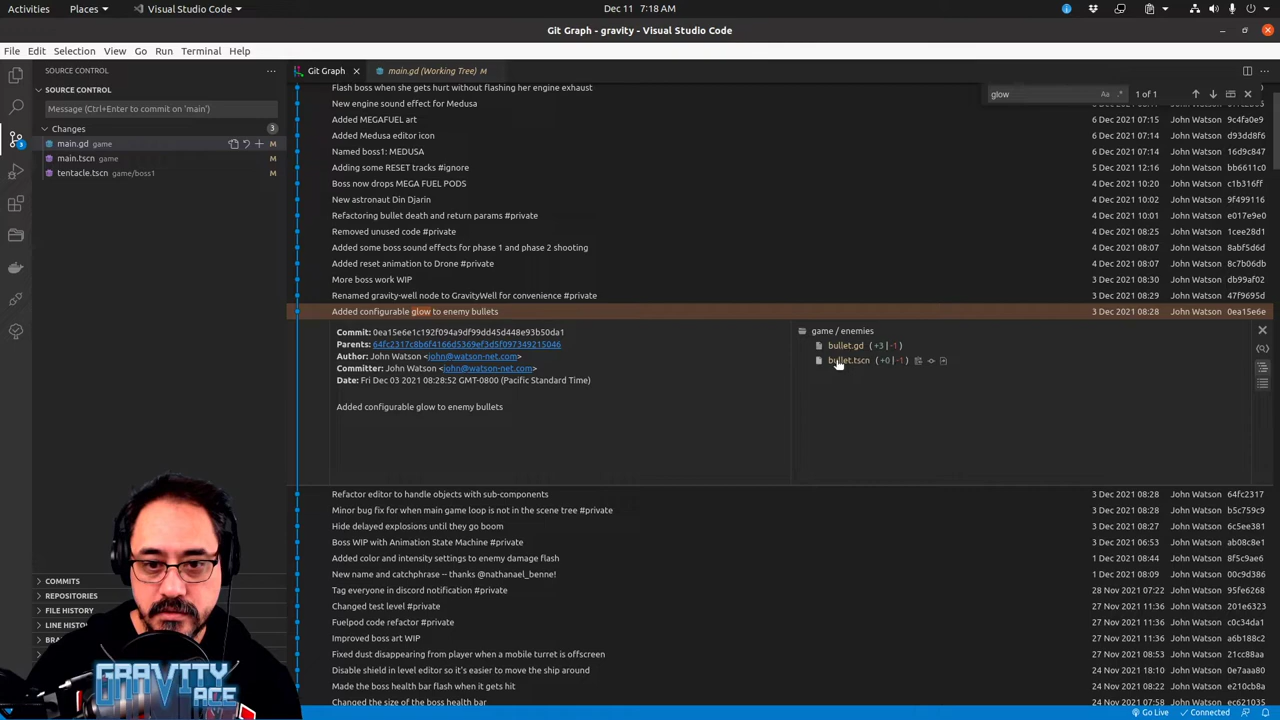 Activities
Places
Visual Studio Code
Dec 11  7:18 AM
Git Graph - gravity - Visual Studio Code
File Edit Selection View Go Run Terminal Help
SOURCE CONTROL
Git Graph
main.gd (Working Tree) M
SOURCE CONTROL
Message (Ctrl+Enter to commit on 'main')
Changes 3
main.gd game M
main.tscn game M
tentacle.tscn game/boss1 M
3
glow
Aa
1 of 1
Flash boss when she gets hurt without flashing her engine exhaust
New engine sound effect for Medusa
Added MEGAFUEL art 6 Dec 2021 07:15 John Watson 9c4fa0e9
Added Medusa editor icon 6 Dec 2021 07:14 John Watson d93dd8f6
Named boss1: MEDUSA 6 Dec 2021 07:14 John Watson 16d9c847
Adding some RESET tracks #ignore 5 Dec 2021 12:16 John Watson bb6611c0
Boss now drops MEGA FUEL PODS 4 Dec 2021 10:20 John Watson c1b316ff
New astronaut Din Djarin 4 Dec 2021 10:02 John Watson 9f499116
Refactoring bullet death and return params #private 4 Dec 2021 10:01 John Watson e017e9e0
Removed unused code #private 4 Dec 2021 08:25 John Watson 1cee28d1
Added some boss sound effects for phase 1 and phase 2 shooting 4 Dec 2021 08:07 John Watson 8abf5d6d
Added reset animation to Drone #private 4 Dec 2021 08:07 John Watson 8c7b06db
More boss work WIP 3 Dec 2021 08:30 John Watson db99af02
Renamed gravity-well node to GravityWell for convenience #private 3 Dec 2021 08:29 John Watson 47f9695d
Added configurable glow to enemy bullets 3 Dec 2021 08:28 John Watson 0ea15e6e
Commit: 0ea15e6e1c192f094a9df99dd45d448e93b50da1
Parents: 64fc2317c8b6f4166d5369ef3d5f097349215046
Author: John Watson <john@watson-net.com>
Committer: John Watson <john@watson-net.com>
Date: Fri Dec 03 2021 08:28:52 GMT-0800 (Pacific Standard Time)
Added configurable glow to enemy bullets
game / enemies
bullet.gd (+3|-1)
bullet.tscn (+0|-1)
Refactor editor to handle objects with sub-components 3 Dec 2021 08:28 John Watson 64fc2317
Minor bug fix for when main game loop is not in the scene tree #private 3 Dec 2021 08:28 John Watson b5c759c9
Hide delayed explosions until they go boom 3 Dec 2021 08:27 John Watson 6c5ee381
Boss WIP with Animation State Machine #private 3 Dec 2021 06:53 John Watson ab08c8e1
Added color and intensity settings to enemy damage flash 1 Dec 2021 08:44 John Watson 8f5c9ae6
New name and catchphrase -- thanks @nathanael_benne! 1 Dec 2021 08:09 John Watson 00c9d386
Tag everyone in discord notification #private 28 Nov 2021 07:22 John Watson 95fe6268
Changed test level #private 27 Nov 2021 11:36 John Watson 201e6323
Fuelpod code refactor #private 27 Nov 2021 11:36 John Watson c0c34da1
Improved boss art WIP 27 Nov 2021 11:36 John Watson a6b188c2
Fixed dust disappearing from player when a mobile turret is offscreen 27 Nov 2021 08:53 John Watson c1cc88aa
Disable shield in level editor so it's easier to move the ship around 24 Nov 2021 18:10 John Watson 0e7aaa80
Made the boss health bar flash when it gets hit 24 Nov 2021 08:22 John Watson e210cb8a
Changed the size of the boss health bar
COMMITS
REPOSITORIES
FILE HISTORY
LINE HISTO
BRA
GRAVITY
ACE
Go Live
Connected